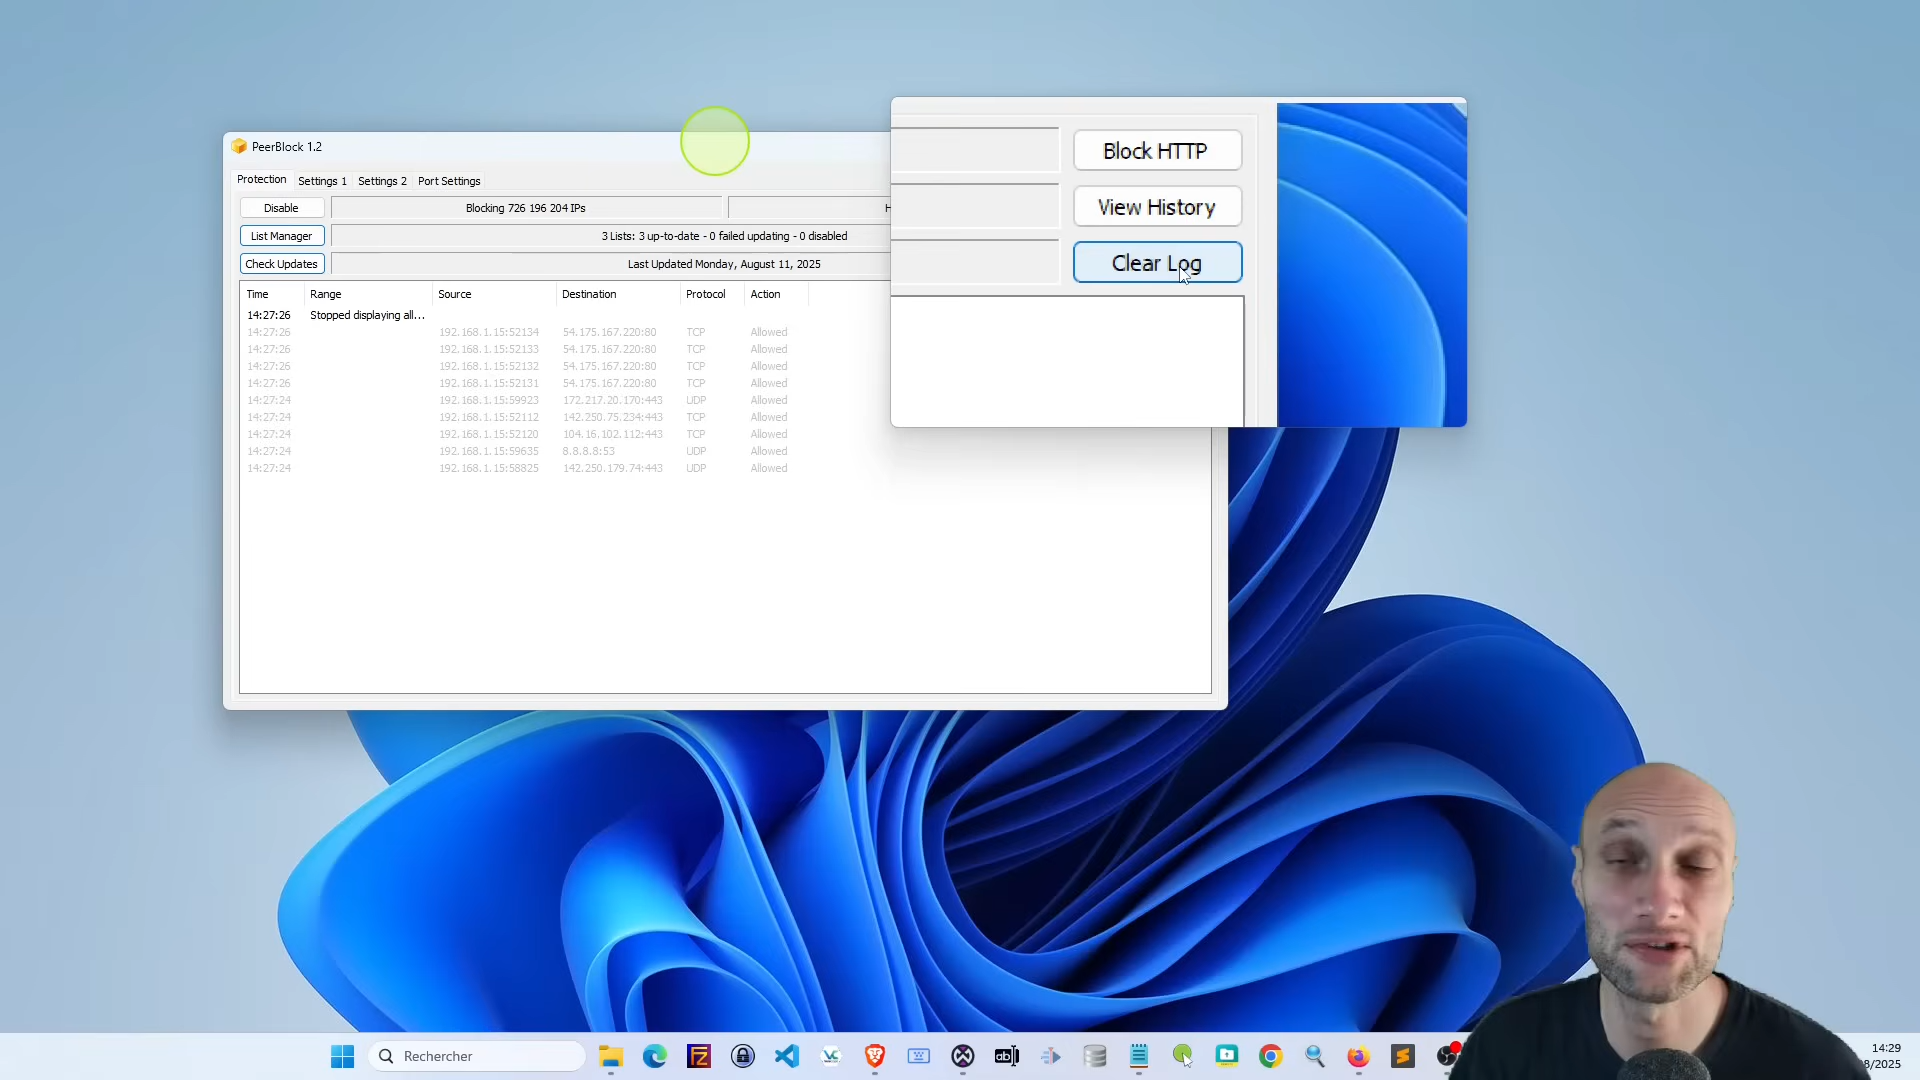 PeerBlock 1.2
Protection Settings 1 Settings 2 Port Settings
Disable Blocking 726 196 204 IPs H
List Manager 3 Lists: 3 up-to-date - 0 failed updating - 0 disabled
Check Updates Last Updated Monday, August 11, 2025
Block HTTP
View History
Clear Log
Time Range Source Destination Protocol Action
14:27:26 Stopped displaying all...
14:27:26 192.168.1.15:52134 54.175.167.220:80 TCP Allowed
14:27:26 192.168.1.15:52133 54.175.167.220:80 TCP Allowed
14:27:26 192.168.1.15:52132 54.175.167.220:80 TCP Allowed
14:27:26 192.168.1.15:52131 54.175.167.220:80 TCP Allowed
14:27:24 192.168.1.15:59923 172.217.20.170:443 UDP Allowed
14:27:24 192.168.1.15:52112 142.250.75.234:443 TCP Allowed
14:27:24 192.168.1.15:52120 104.16.102.112:443 TCP Allowed
14:27:24 192.168.1.15:59635 8.8.8.8:53 UDP Allowed
14:27:24 192.168.1.15:58825 142.250.179.74:443 UDP Allowed
Rechercher
14:29
8/2025